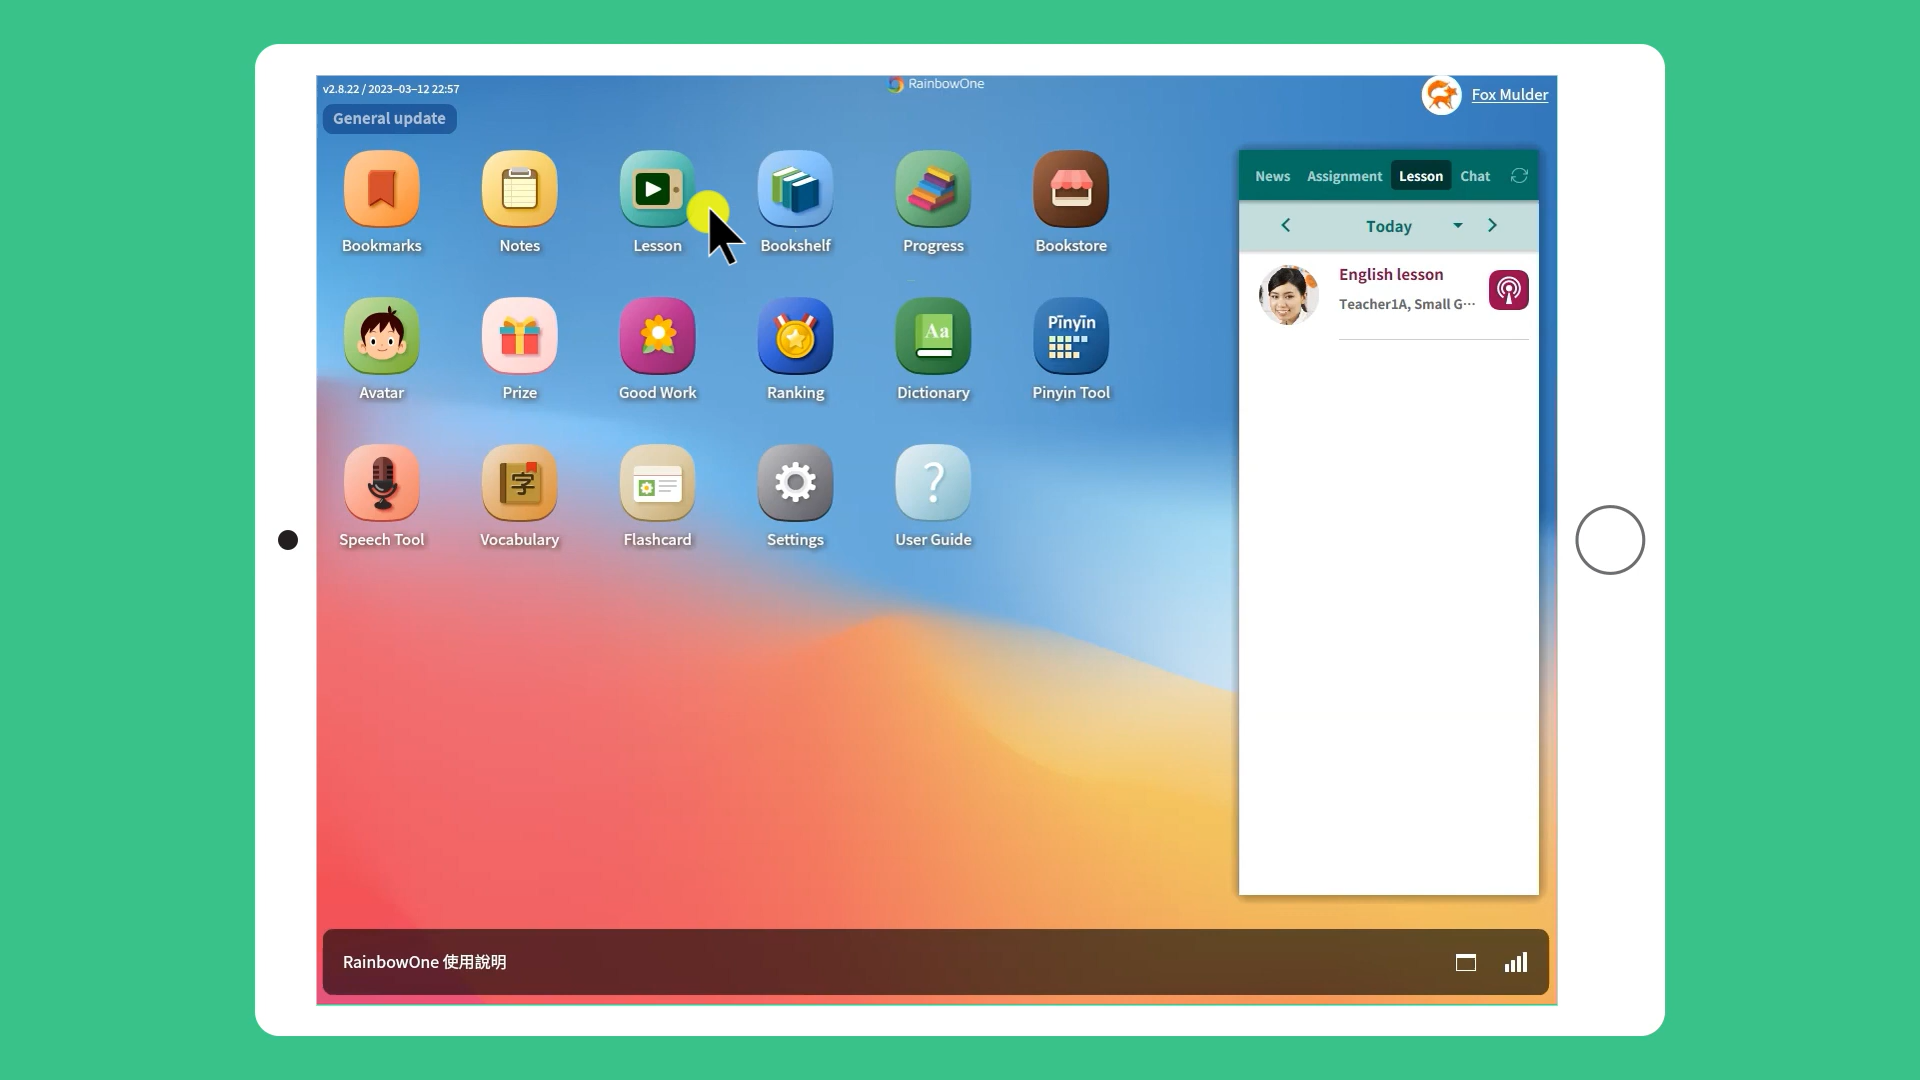 v2.8.22 / 2023-03-12 22:57
RainbowOne
Fox Mulder
General update
Bookmarks
Notes
Lesson
Bookshelf
Progress
Bookstore
Avatar
Prize
Good Work
Ranking
Aa
Dictionary
Pīnyīn
Pinyin Tool
Speech Tool
字
Vocabulary
Flashcard
Settings
?
User Guide
News Assignment Lesson Chat
Today
English lesson
Teacher1A, Small G…
RainbowOne 使用說明